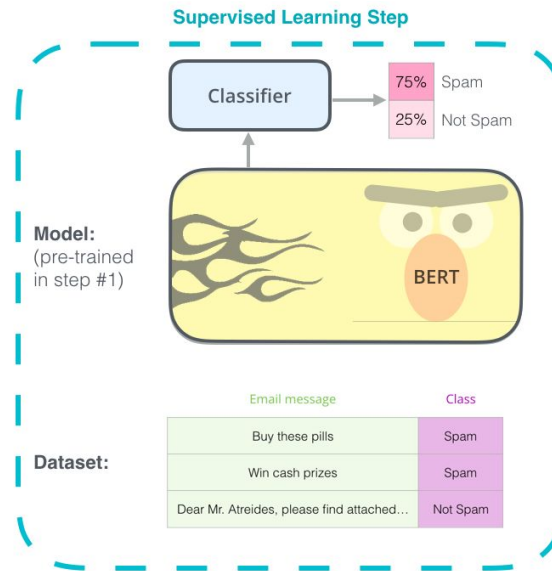 Supervised Learning Step
Classifier
75% Spam
25% Not Spam
Model:
(pre-trained
in step #1)
BERT
Email message Class
Dataset:
Buy these pills Spam
Win cash prizes Spam
Dear Mr. Atreides, please find attached… Not Spam